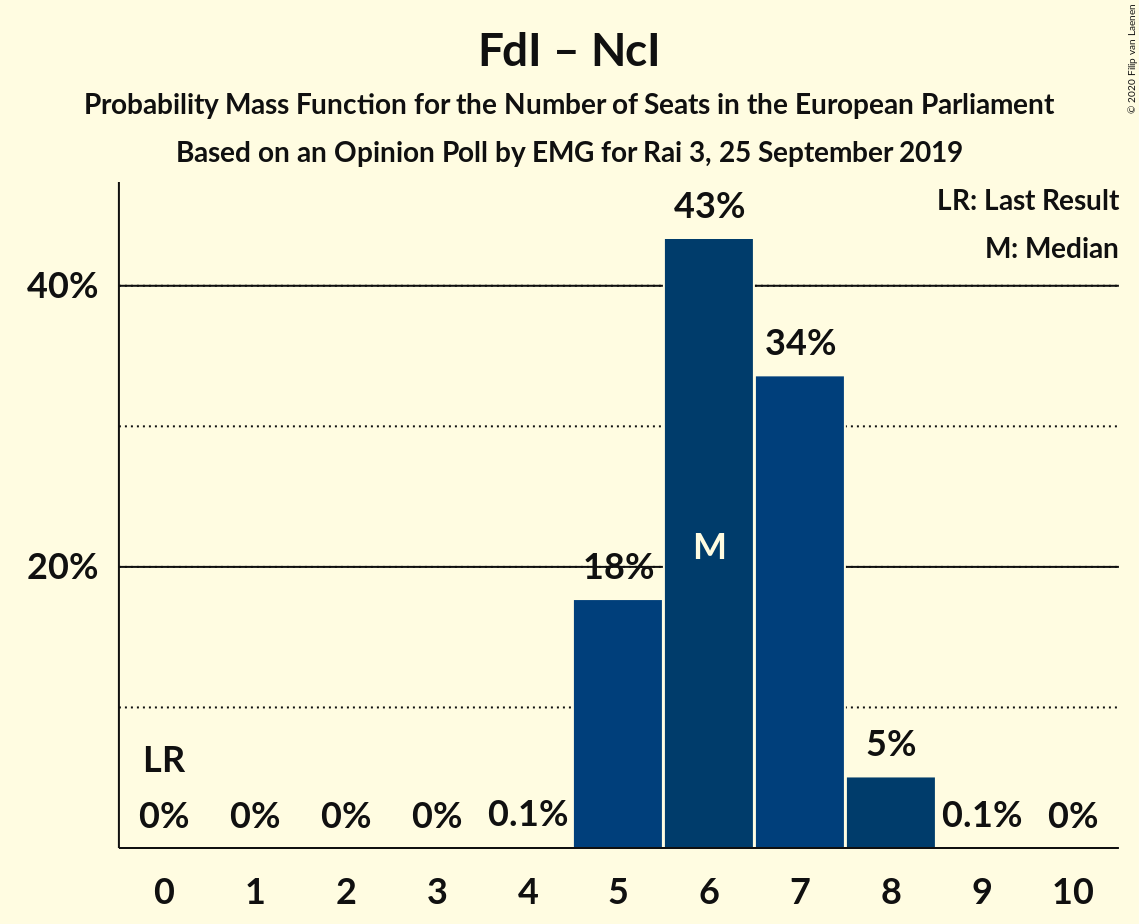 FdI – NcI
Probability Mass Function for the Number of Seats in the European Parliament
Based on an Opinion Poll by EMG for Rai 3, 25 September 2019
© 2020 Filip van Laenen
LR: Last Result
M: Median
40%
20%
43%
34%
18%
M
5%
LR
0% 0% 0% 0% 0.1% 0.1% 0%
0 1 2 3 4 5 6 7 8 9 10